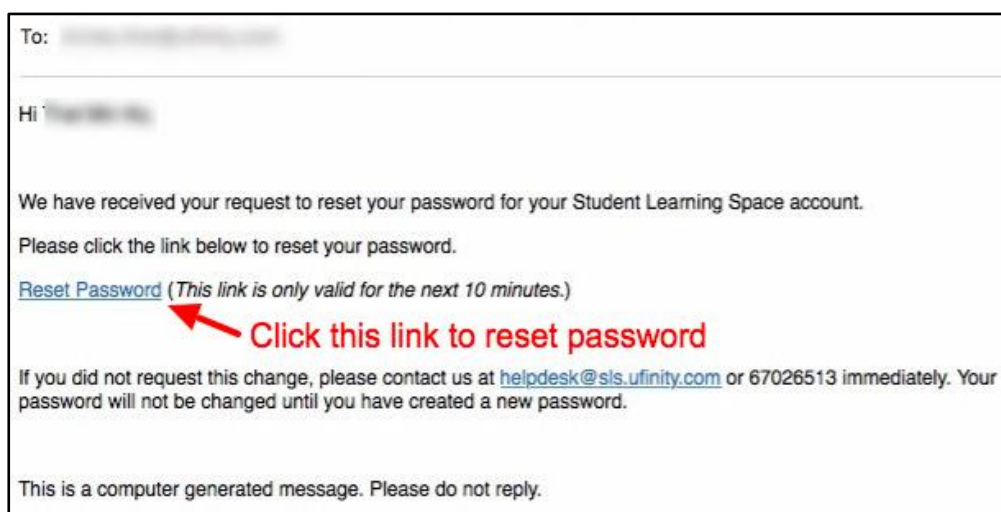 To:
Hi
We have received your request to reset your password for your Student Learning Space account.
Please click the link below to reset your password.
Reset Password (This link is only valid for the next 10 minutes.)
Click this link to reset password
If you did not request this change, please contact us at helpdesk@sls.ufinity.com or 67026513 immediately. Your
password will not be changed until you have created a new password.
This is a computer generated message. Please do not reply.